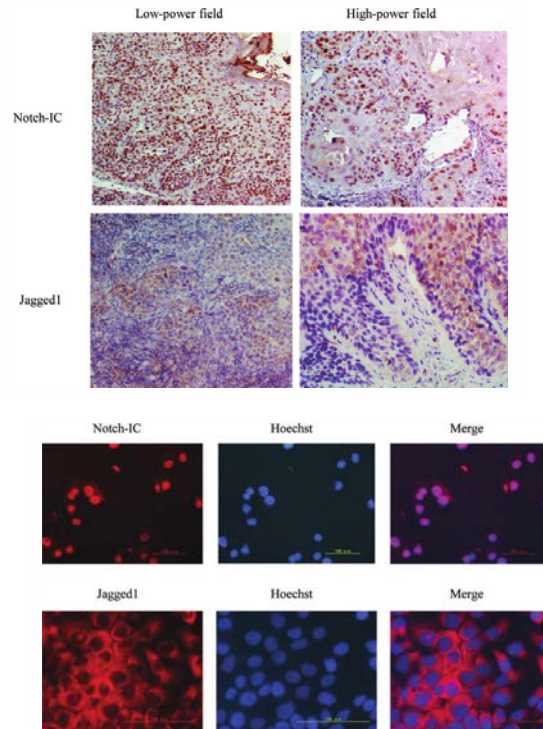 Low-power field High-power field
Notch-IC
Jagged1
Notch-IC Hoechst Merge
Jagged1 Hoechst Merge